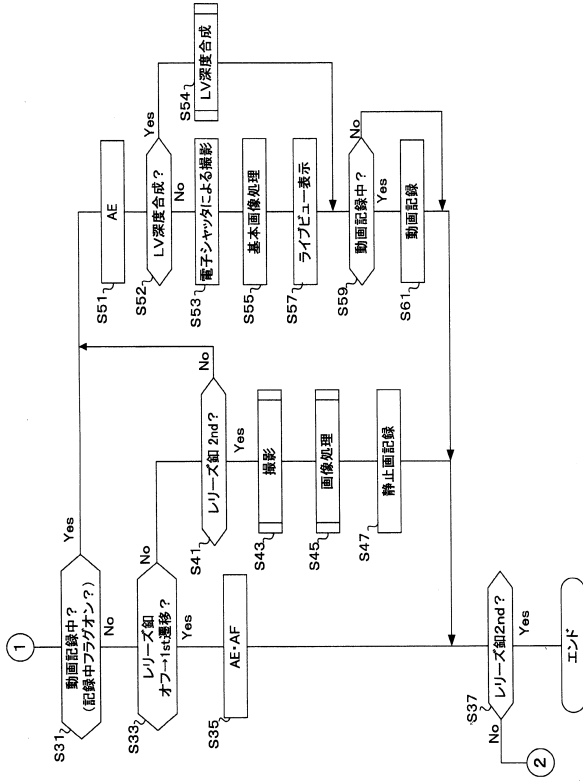 1
S31
動画記録中?
(記録中フラグオン?)
Yes
No
S33
レリーズ釦
オフ→1st遷移?
No
Yes
S35
AE・AF
S41
レリーズ釦 2nd?
No
Yes
S43
撮影
S45
画像処理
S47
静止画記録
S51
AE
S52
LV深度合成?
Yes
No
S54
LV深度合成
S53
電子シャッタによる撮影
S55
基本画像処理
S57
ライブビュー表示
S59
動画記録中?
No
Yes
S61
動画記録
S37
レリーズ釦2nd?
No
Yes
2
エンド